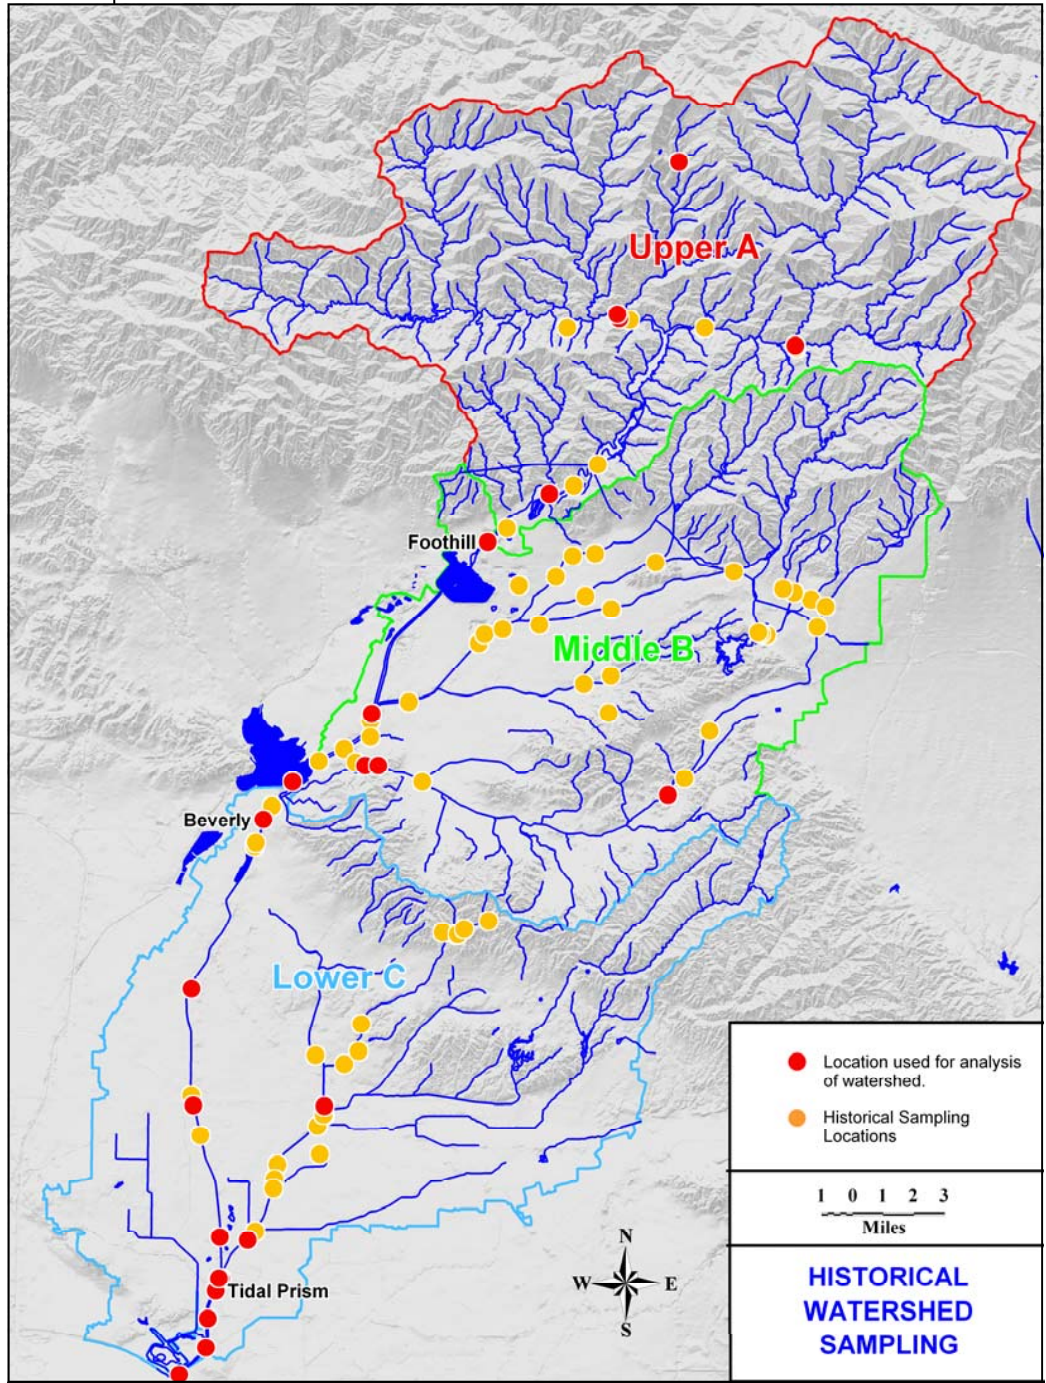 Upper A
Foothill
Middle B
Beverly
Lower C
Location used for analysis
of watershed.
Historical Sampling
Locations
1 0 1 2 3
Miles
N
W E
S
Tidal Prism
HISTORICAL
WATERSHED
SAMPLING